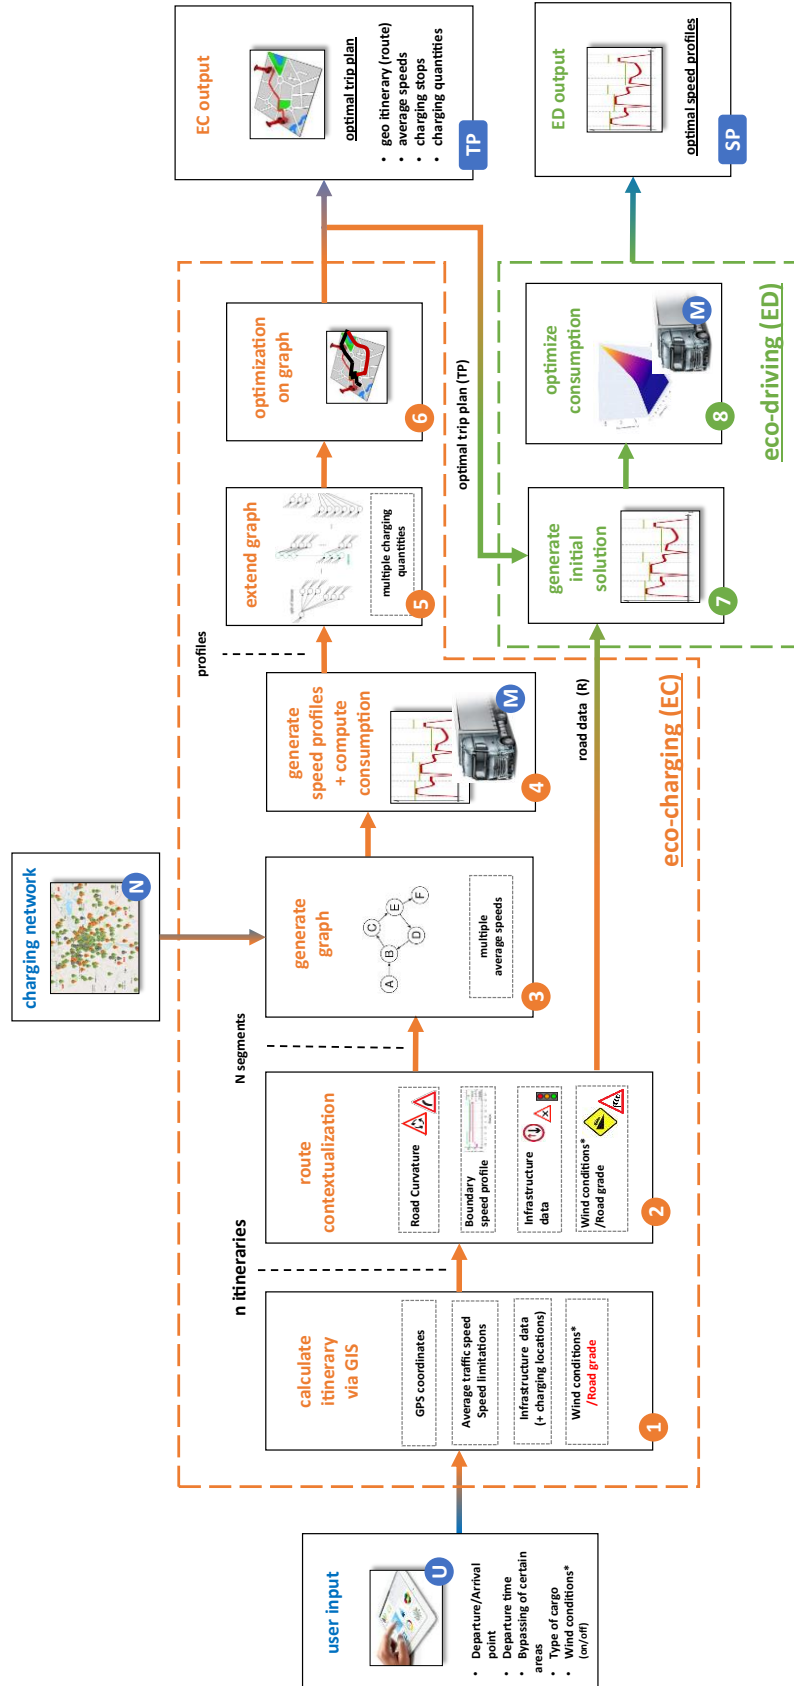 user input
U
• Departure/Arrival
point
• Departure time
• Bypassing of certain
areas
• Type of cargo
• Wind conditions*
(on/off)
calculate
itinerary
via GIS
GPS coordinates
Average traffic speed
Speed limitations
Infrastructure data
(+ charging locations)
Wind conditions*
/Road grade
1
n itineraries
route
contextualization
Road Curvature
Boundary
speed profile
Infrastructure
data
Wind conditions*
/Road grade
2
N segments
charging network
N
generate
graph
A
B
C
D
E
F
multiple
average speeds
3
generate
speed profiles
+ compute
consumption
M
4
profiles
extend graph
multiple charging
quantities
5
optimization
on graph
6
eco-charging (EC)
EC output
optimal trip plan
• geo itinerary (route)
• average speeds
• charging stops
• charging quantities
TP
optimal trip plan (TP)
road data (R)
generate
initial
solution
7
optimize
consumption
M
8
eco-driving (ED)
ED output
optimal speed profiles
SP